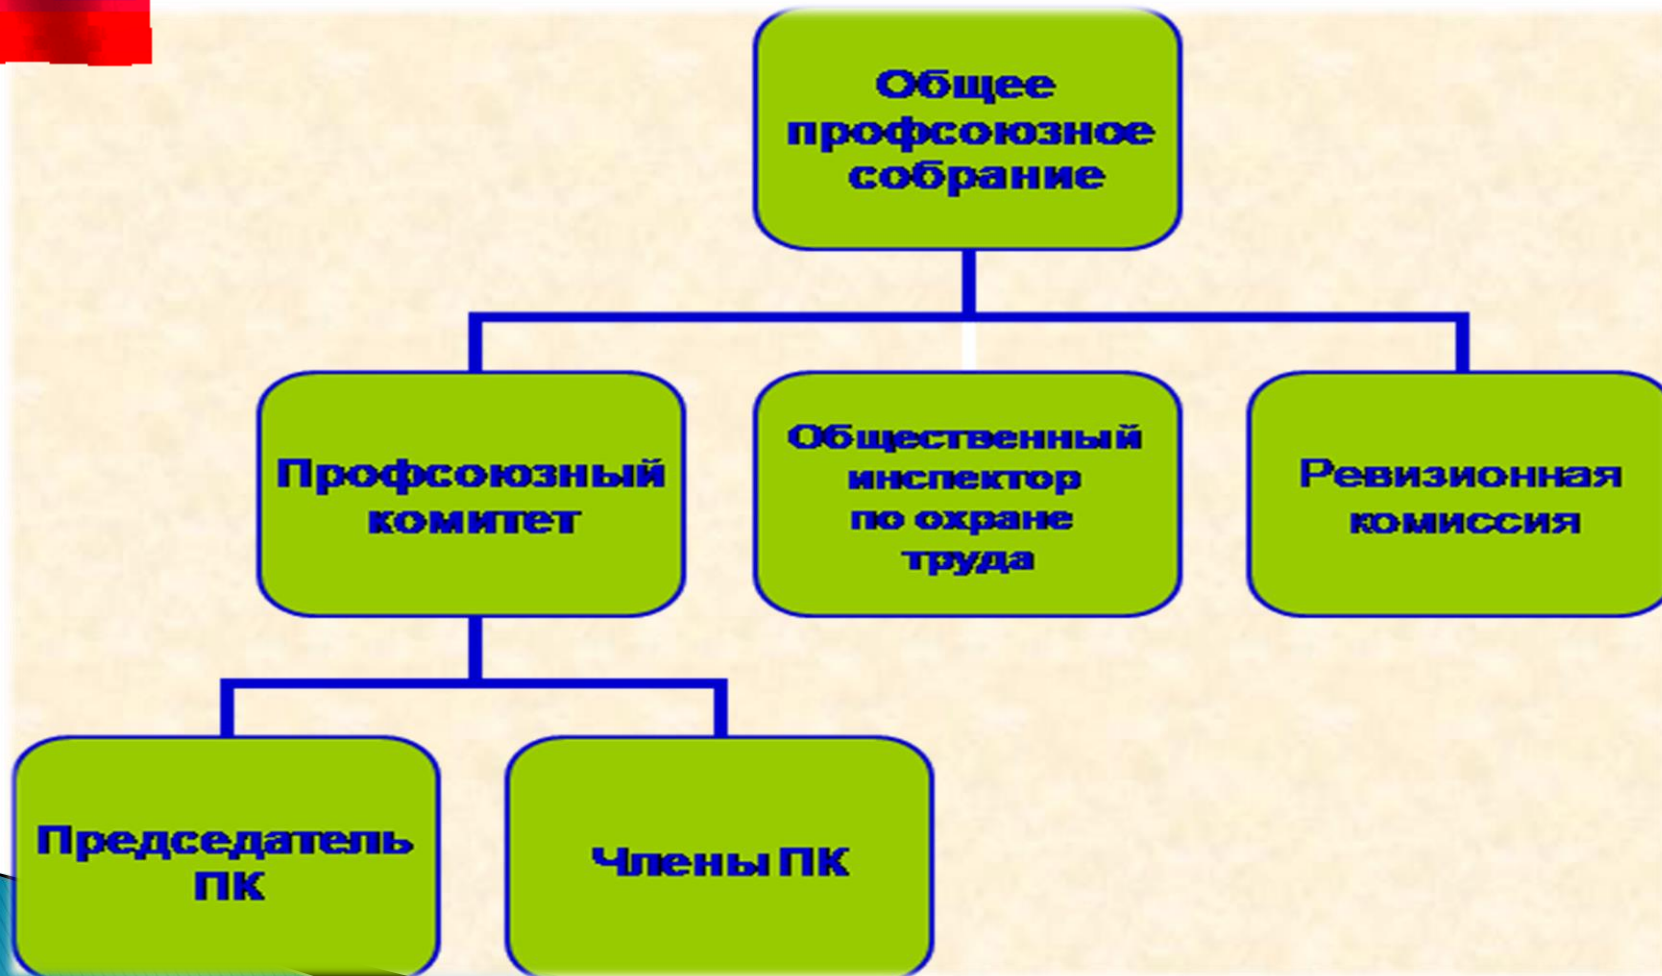 Общее
профсоюзное
собрание
Профсоюзный
комитет
Общественный
инспектор
по охране
труда
Ревизионная
комиссия
Председатель
ПК
Члены ПК